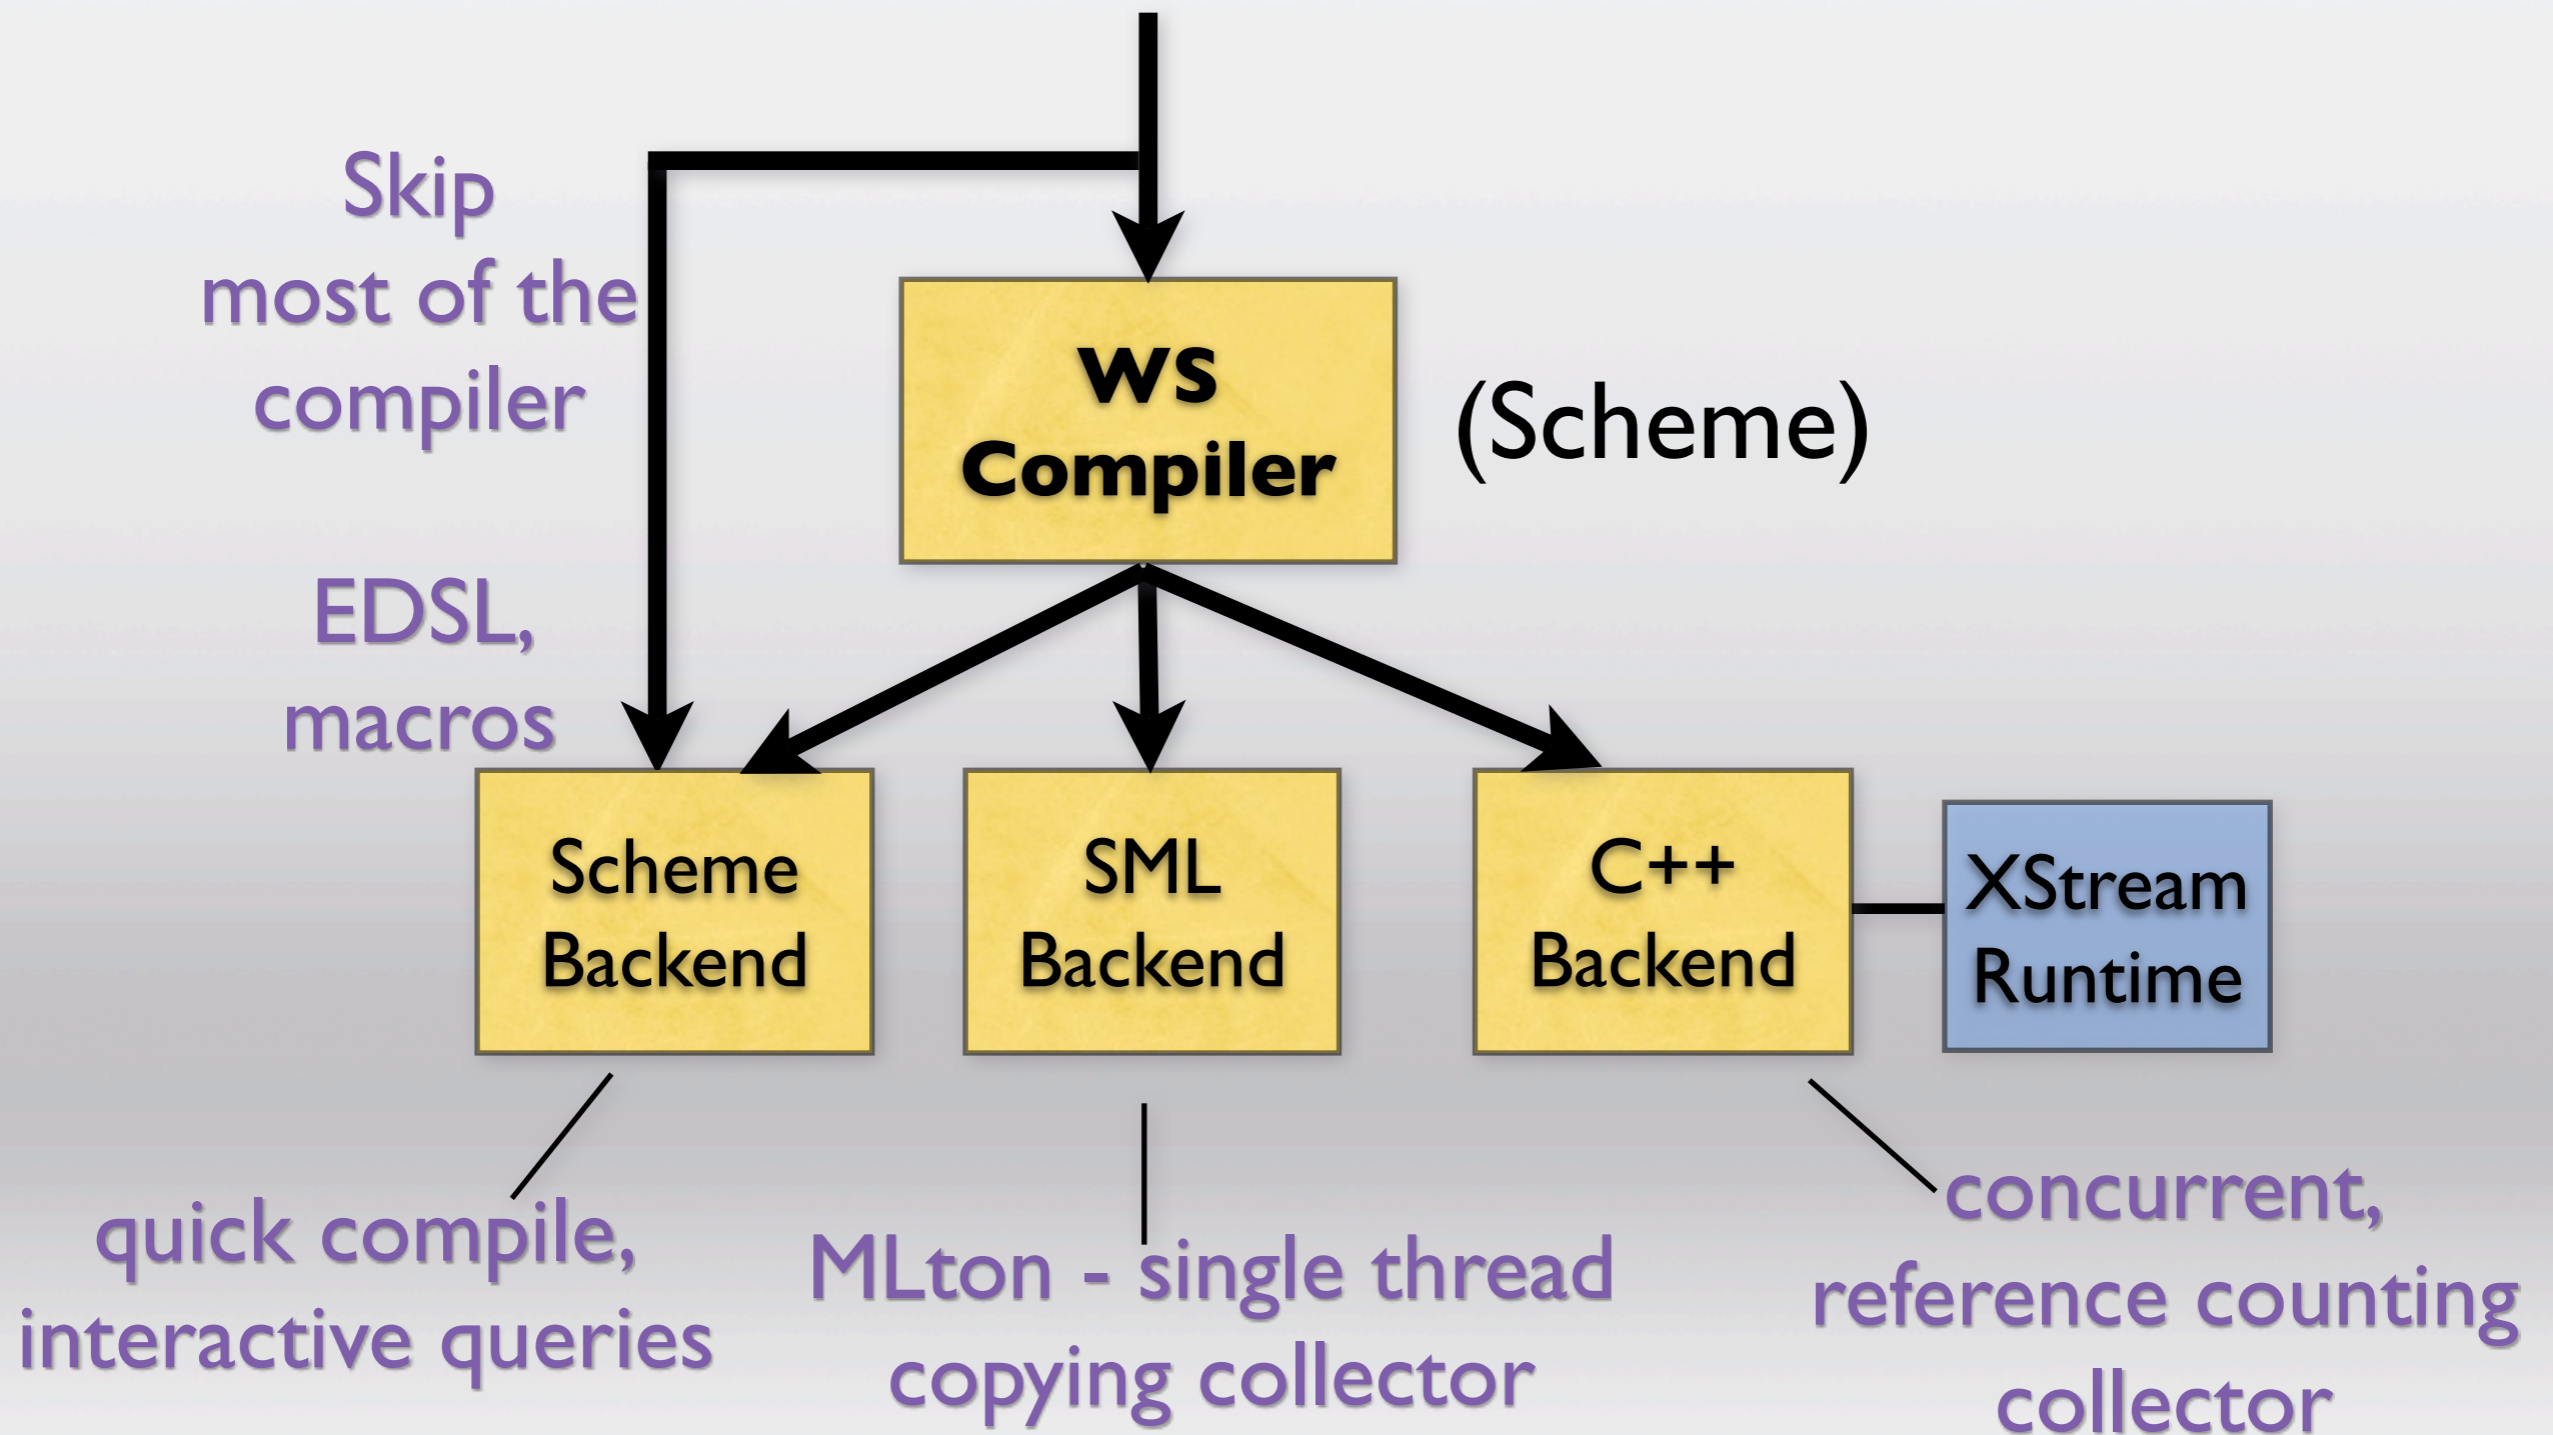 Skip
most of the
compiler
WS
Compiler
(Scheme)
EDSL,
macros
Scheme
Backend
SML
Backend
C++
Backend
XStream
Runtime
quick compile,
interactive queries
MLton - single thread
copying collector
concurrent,
reference counting
collector